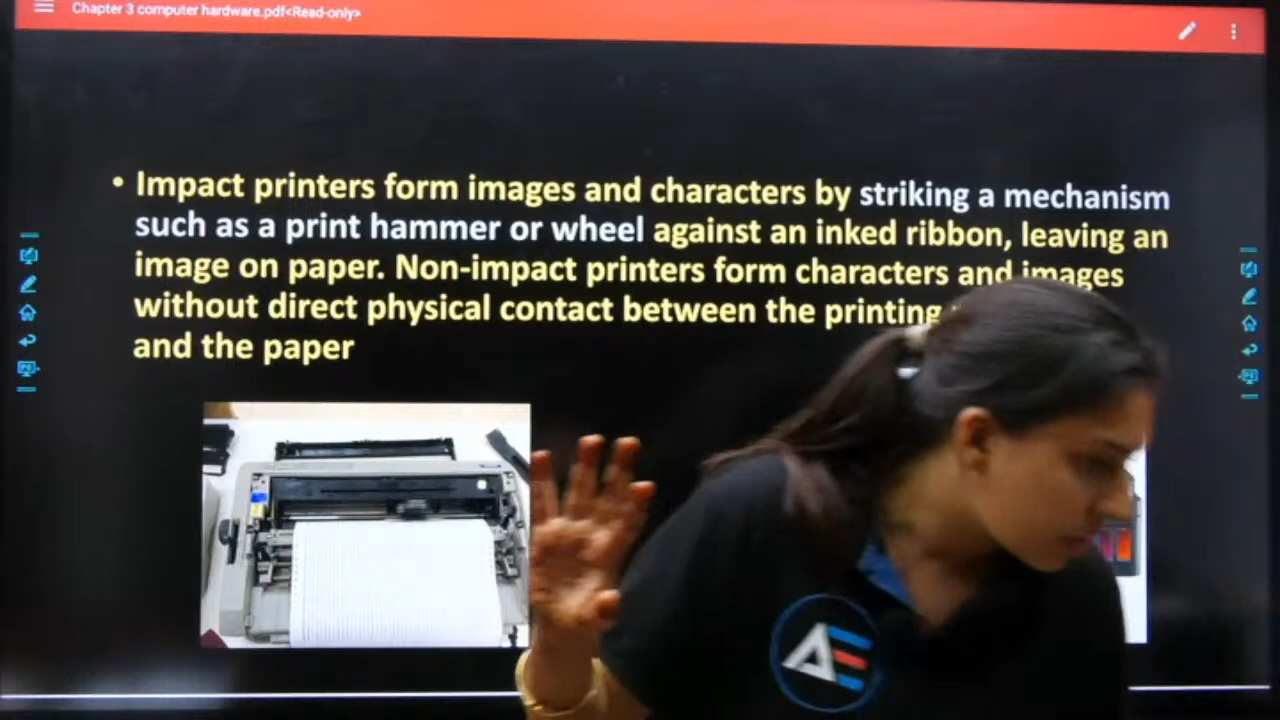 Chapter 3 computer hardware.pdf<Read-only>
• Impact printers form images and characters by striking a mechanism
such as a print hammer or wheel against an inked ribbon, leaving an
image on paper. Non-impact printers form characters and images
without direct physical contact between the printing
and the paper
AE